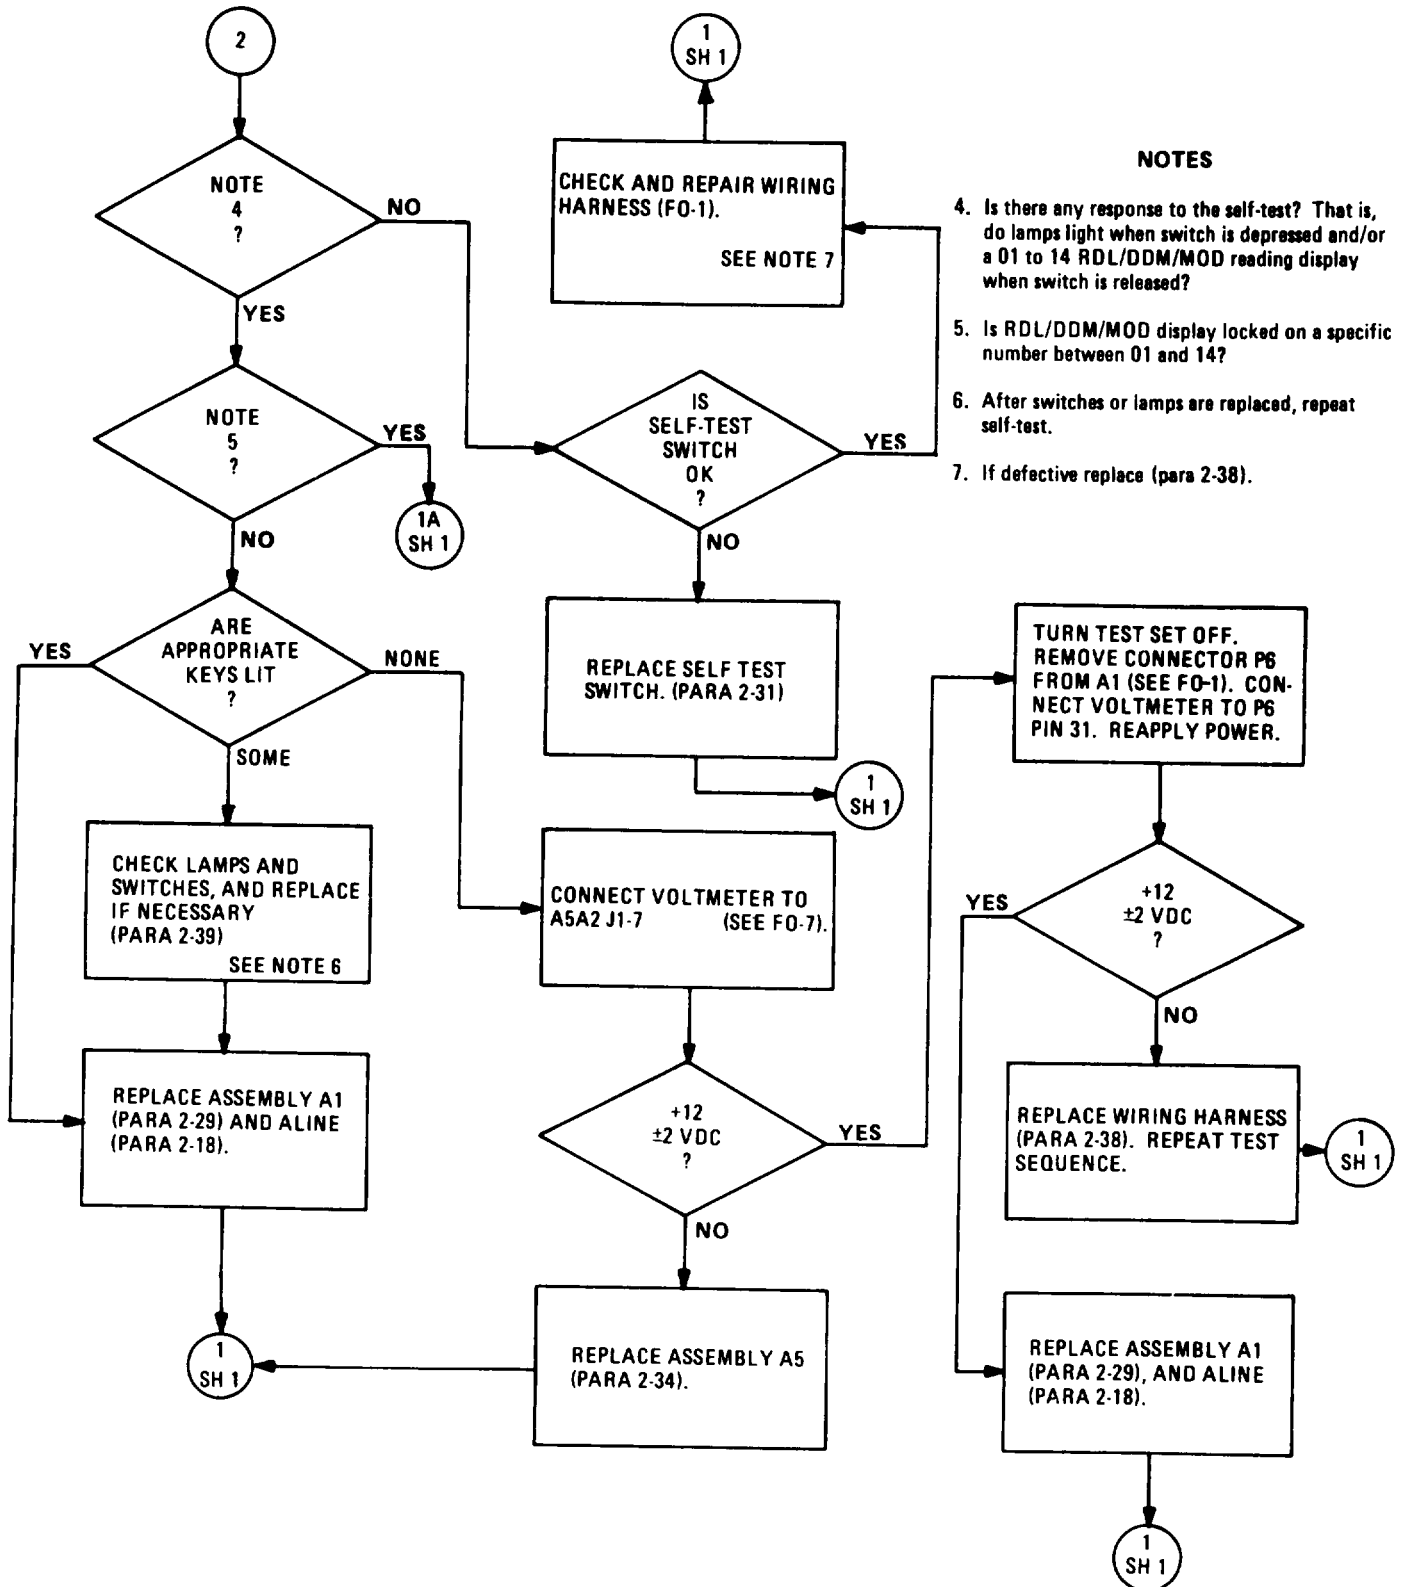 2
NOTE
4
?
NO
YES
NOTE
5
?
YES
1A
SH 1
NO
ARE
APPROPRIATE
KEYS LIT
?
YES
NONE
SOME
CHECK LAMPS AND
SWITCHES, AND REPLACE
IF NECESSARY
(PARA 2-39)
SEE NOTE 6
REPLACE ASSEMBLY A1
(PARA 2-29) AND ALINE
(PARA 2-18).
1
SH 1
1
SH 1
CHECK AND REPAIR WIRING
HARNESS (FO-1).
SEE NOTE 7
IS
SELF-TEST
SWITCH
OK
?
YES
NO
REPLACE SELF TEST
SWITCH. (PARA 2-31)
1
SH 1
CONNECT VOLTMETER TO
A5A2 J1-7 (SEE FO-7).
+12
±2 VDC
?
YES
NO
REPLACE ASSEMBLY A5
(PARA 2-34).
NOTES
4. Is there any response to the self-test? That is,
do lamps light when switch is depressed and/or
a 01 to 14 RDL/DDM/MOD reading display
when switch is released?
5. Is RDL/DDM/MOD display locked on a specific
number between 01 and 14?
6. After switches or lamps are replaced, repeat
self-test.
7. If defective replace (para 2-38).
TURN TEST SET OFF.
REMOVE CONNECTOR P6
FROM A1 (SEE FO-1). CON-
NECT VOLTMETER TO P6
PIN 31. REAPPLY POWER.
+12
±2 VDC
?
YES
NO
REPLACE WIRING HARNESS
(PARA 2-38). REPEAT TEST
SEQUENCE.
1
SH 1
REPLACE ASSEMBLY A1
(PARA 2-29), AND ALINE
(PARA 2-18).
1
SH 1